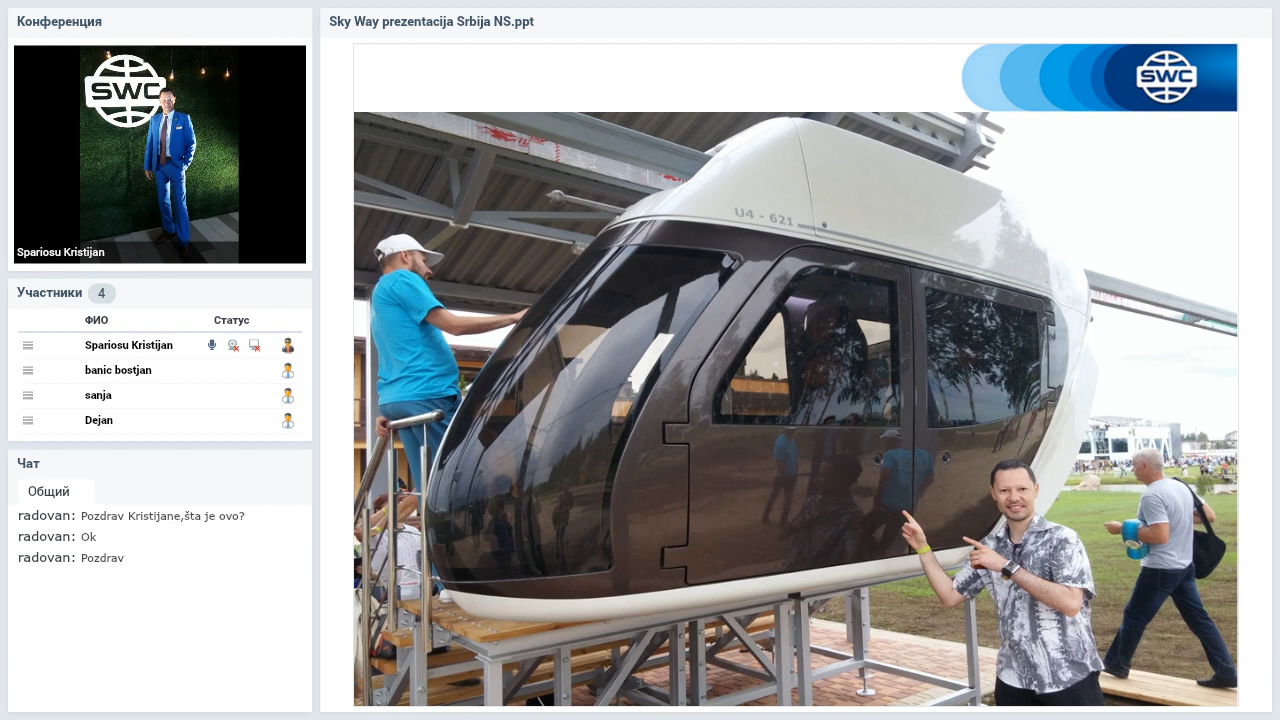 Конференция
SWC
Spariosu Kristijan
Участники 4
ФИО Статус
Spariosu Kristijan
banic bostjan
sanja
Dejan
Чат
Общий
radovan: Pozdrav Kristijane,šta je ovo?
radovan: Ok
radovan: Pozdrav
Sky Way prezentacija Srbija NS.ppt
SWC
U4 - 621